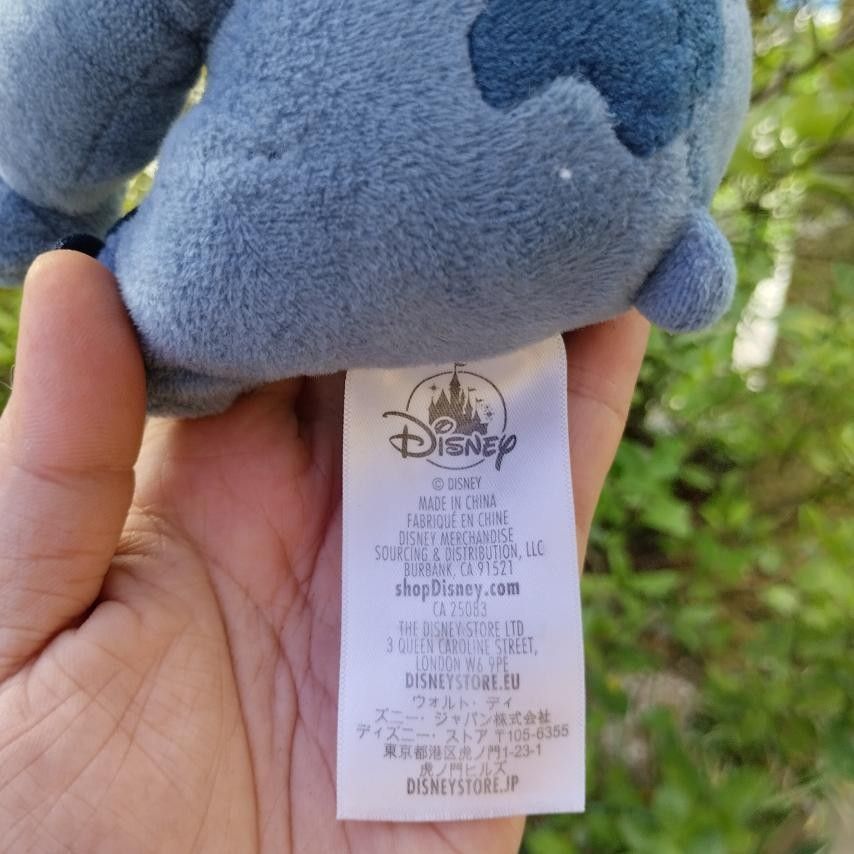 Disney
© DISNEY
MADE IN CHINA
FABRIQUÉ EN CHINE
DISNEY MERCHANDISE
SOURCING & DISTRIBUTION, LLC
BURBANK, CA 91521
shopDisney.com
CA 25083
THE DISNEY STORE LTD
3 QUEEN CAROLINE STREET,
LONDON W6 9PE
DISNEYSTORE.EU
ウォルト・ディ
ズニー・ジャパン株式会社
ディズニー・ストア 〒105-6355
東京都港区虎ノ門1-23-1
虎ノ門ヒルズ
DISNEYSTORE.JP